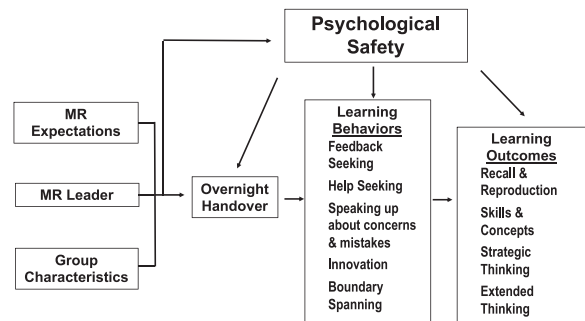 Psychological
Safety
MR
Expectations
MR Leader
Group
Characteristics
Overnight
Handover
Learning
Behaviors
Feedback
Seeking
Help Seeking
Speaking up
about concerns
& mistakes
Innovation
Boundary
Spanning
Learning
Outcomes
Recall &
Reproduction
Skills &
Concepts
Strategic
Thinking
Extended
Thinking